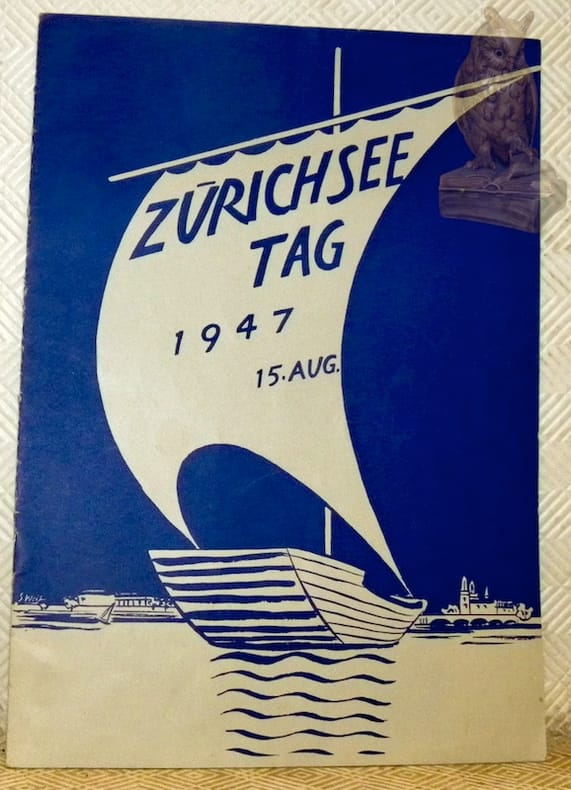 ZÜRICHSEE
TAG
1947
15. AUG.